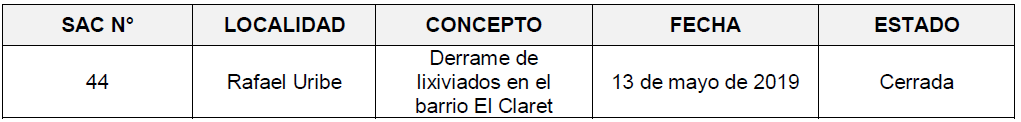 SAC N° LOCALIDAD CONCEPTO FECHA ESTADO
44 Rafael Uribe Derrame de lixiviados en el barrio El Claret 13 de mayo de 2019 Cerrada